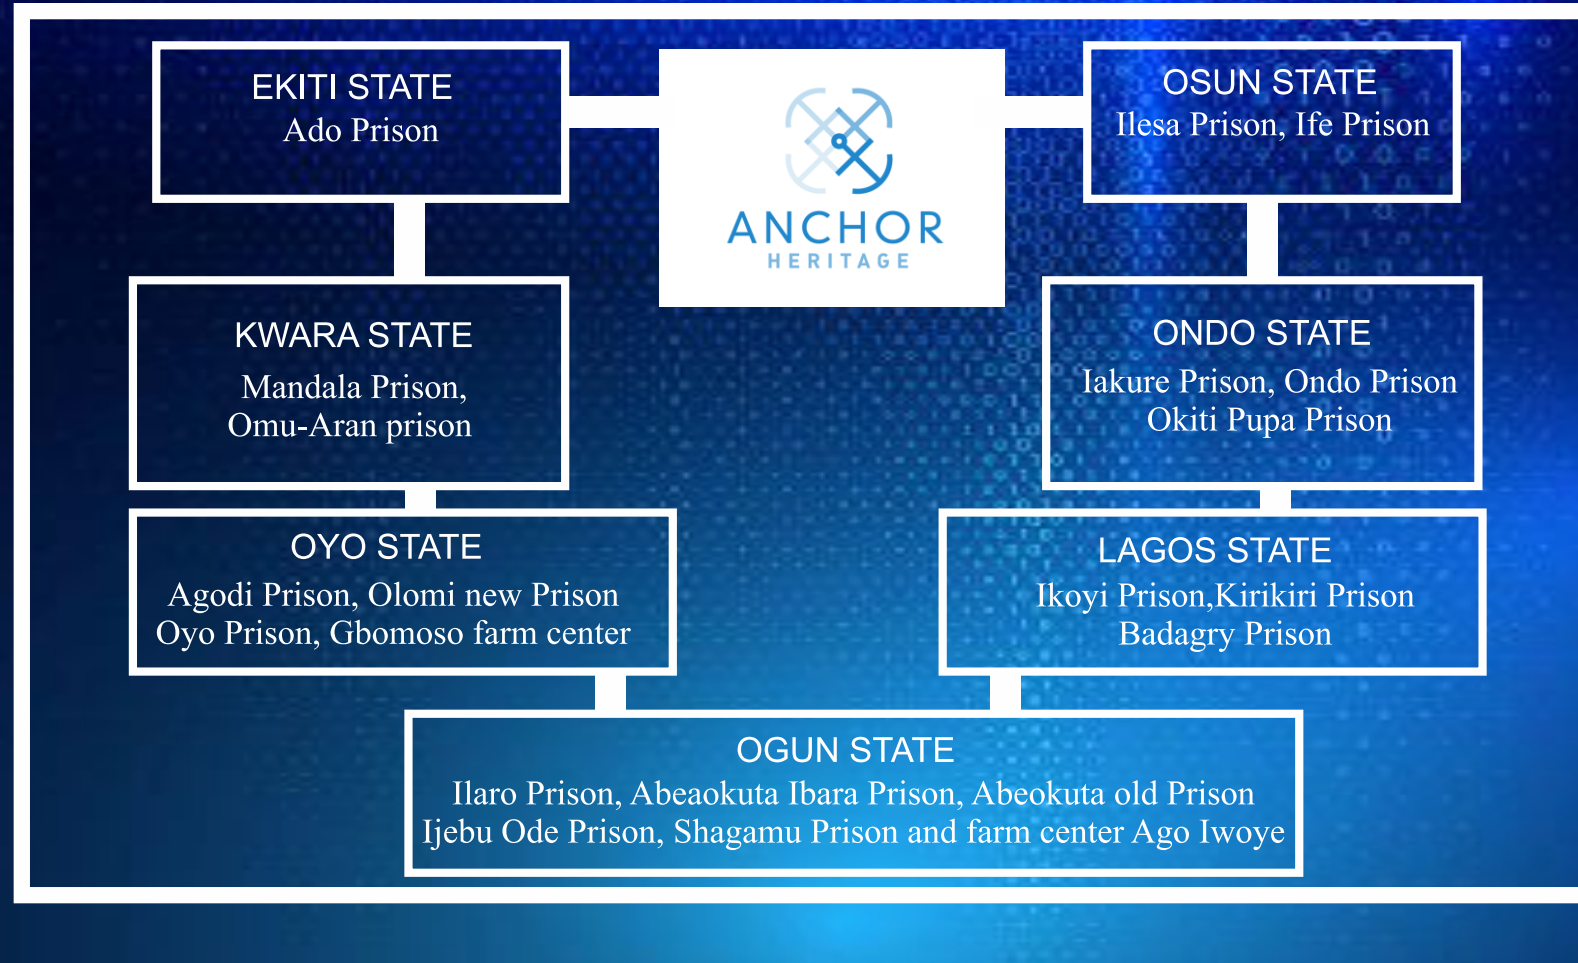 EKITI STATE
Ado Prison
ANCHOR
HERITAGE
OSUN STATE
Ilesa Prison, Ife Prison
KWARA STATE
Mandala Prison,
Omu-Aran prison
ONDO STATE
Iakure Prison, Ondo Prison
Okiti Pupa Prison
OYO STATE
Agodi Prison, Olomi new Prison
Oyo Prison, Gbomoso farm center
LAGOS STATE
Ikoyi Prison,Kirikiri Prison
Badagry Prison
OGUN STATE
Ilaro Prison, Abeaokuta Ibara Prison, Abeokuta old Prison
Ijebu Ode Prison, Shagamu Prison and farm center Ago Iwoye